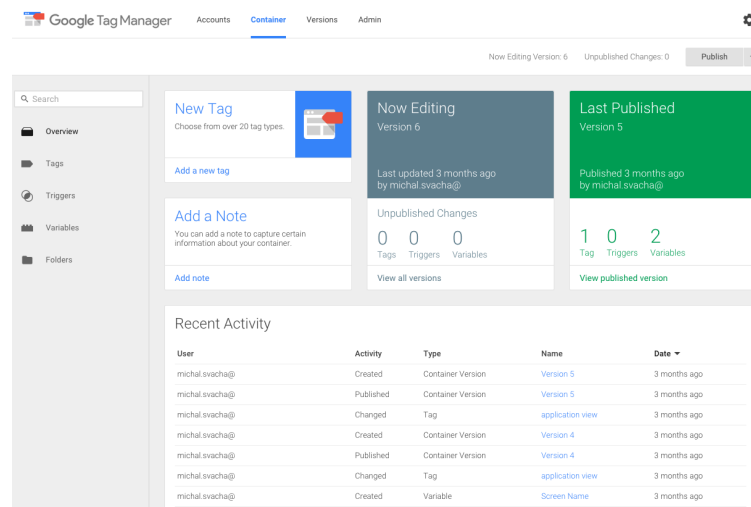 Google Tag Manager
Accounts
Container
Versions
Admin
Now Editing Version: 6
Unpublished Changes: 0
Publish
Search
Overview
Tags
Triggers
Variables
Folders
New Tag
Choose from over 20 tag types.
Add a new tag
Add a Note
You can add a note to capture certain
information about your container.
Add note
Now Editing
Version 6
Last updated 3 months ago
by michal.svacha@
Unpublished Changes
0 0 0
Tags Triggers Variables
View all versions
Last Published
Version 5
Published 3 months ago
by michal.svacha@
1 0 2
Tag Triggers Variables
View published version
Recent Activity
User Activity Type Name Date
michal.svacha@ Created Container Version Version 5 3 months ago
michal.svacha@ Published Container Version Version 5 3 months ago
michal.svacha@ Changed Tag application view 3 months ago
michal.svacha@ Created Container Version Version 4 3 months ago
michal.svacha@ Published Container Version Version 4 3 months ago
michal.svacha@ Changed Tag application view 3 months ago
michal.svacha@ Created Variable Screen Name 3 months ago